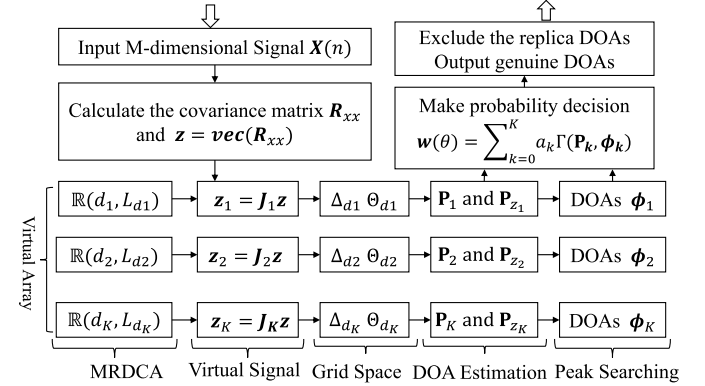 Input M-dimensional Signal X(n)
Calculate the covariance matrix R_xx
and z = vec(R_xx)
Exclude the replica DOAs
Output genuine DOAs
Make probability decision
w(θ) = ∑_{k=0}^{K} a_k Γ(P_k, ϕ_k)
Virtual Array
ℝ(d_1, L_{d1}) z_1 = J_1 z Δ_{d1} Θ_{d1} P_1 and P_{z_1} DOAs ϕ_1
ℝ(d_2, L_{d2}) z_2 = J_2 z Δ_{d2} Θ_{d2} P_2 and P_{z_2} DOAs ϕ_2
ℝ(d_K, L_{d_K}) z_K = J_K z Δ_{d_K} Θ_{d_K} P_K and P_{z_K} DOAs ϕ_K
MRDCA Virtual Signal Grid Space DOA Estimation Peak Searching